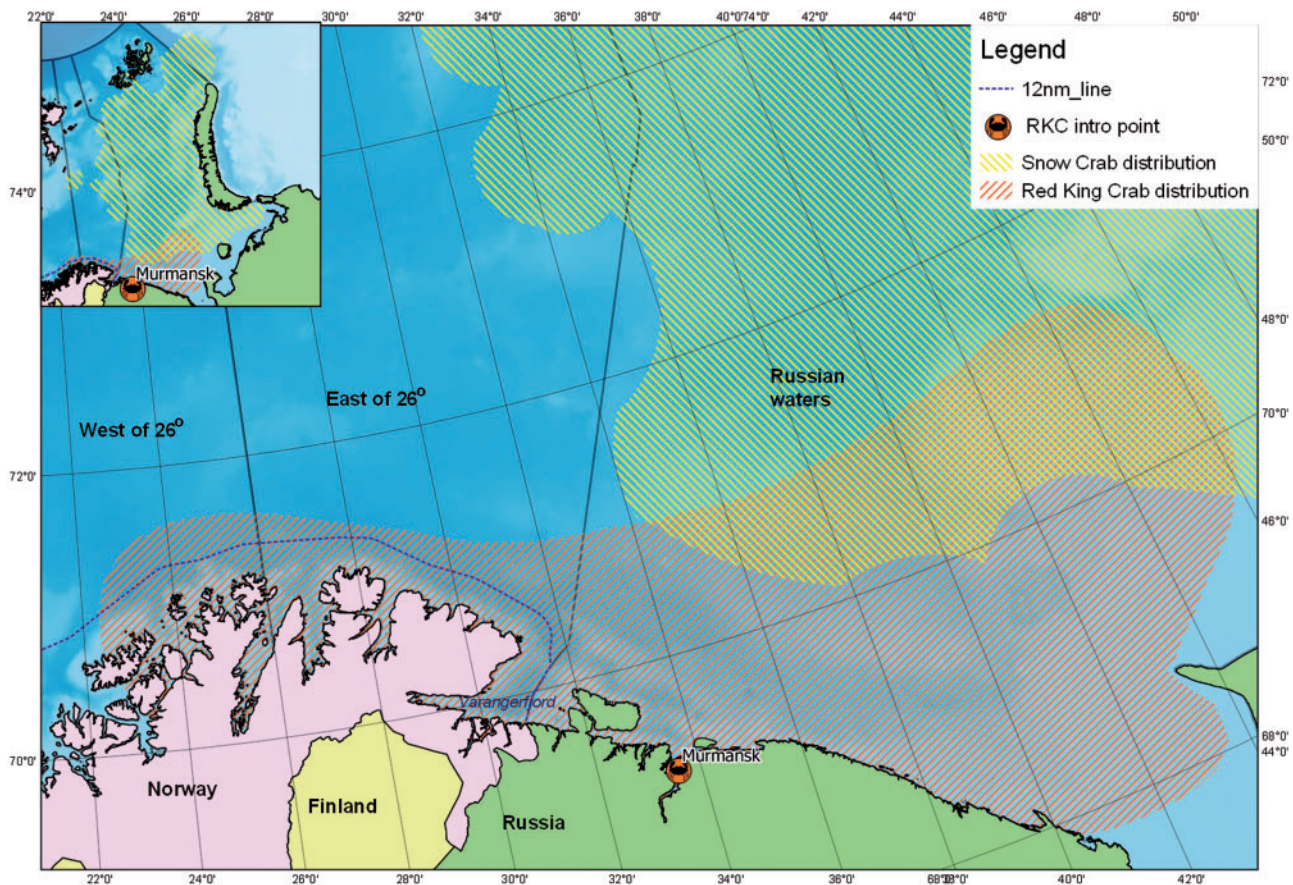 22°0' 24°0' 26°0' 28°0' 30°0' 32°0' 34°0' 36°0' 38°0' 40°0'74°0' 42°0' 44°0' 46°0' 48°0' 50°0'
Legend
12nm_line
RKC intro point
Snow Crab distribution
Red King Crab distribution
72°0'
50°0'
74°0'
Murmansk
48°0'
Russian
waters
East of 26°
West of 26°
70°0'
72°0'
46°0'
Varangerfjord
68°0'
44°0'
Murmansk
70°0'
Norway
Finland
Russia
22°0' 24°0' 26°0' 28°0' 30°0' 32°0' 34°0' 36°0' 40°0' 42°0'